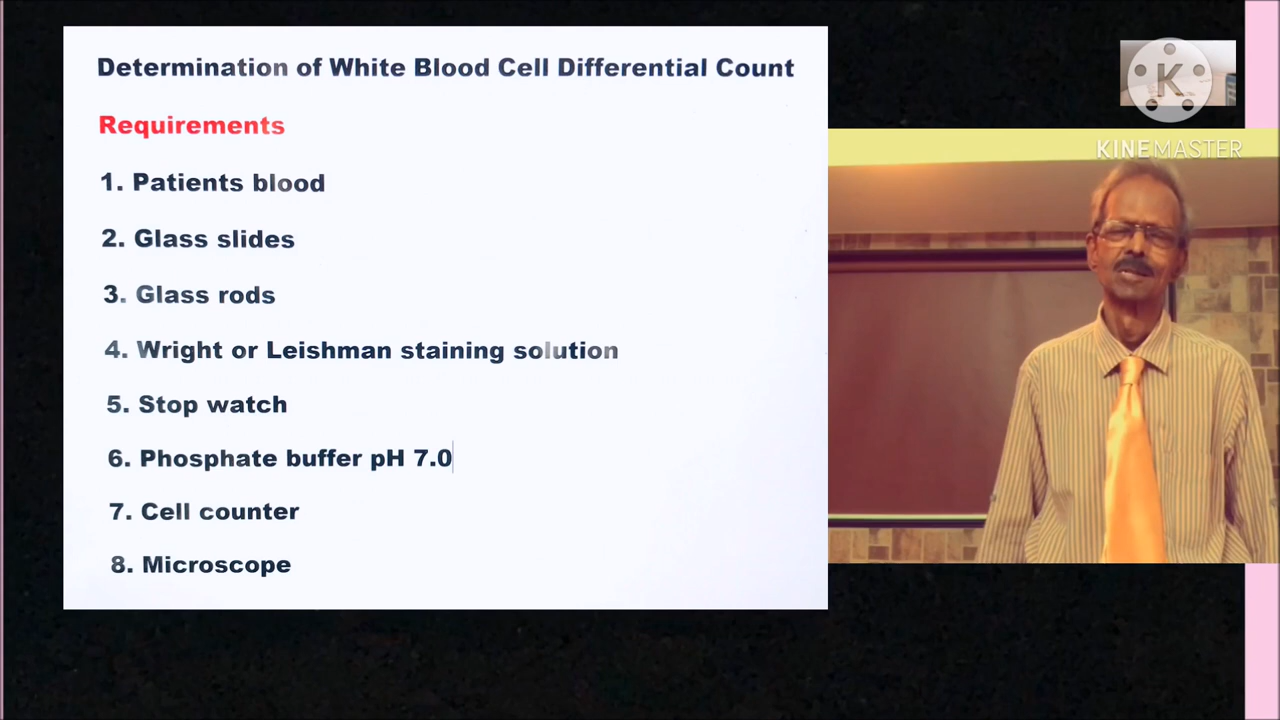 Determination of White Blood Cell Differential Count
Requirements
1. Patients blood
2. Glass slides
3. Glass rods
4. Wright or Leishman staining solution
5. Stop watch
6. Phosphate buffer pH 7.0
7. Cell counter
8. Microscope
K
KINEMASTER